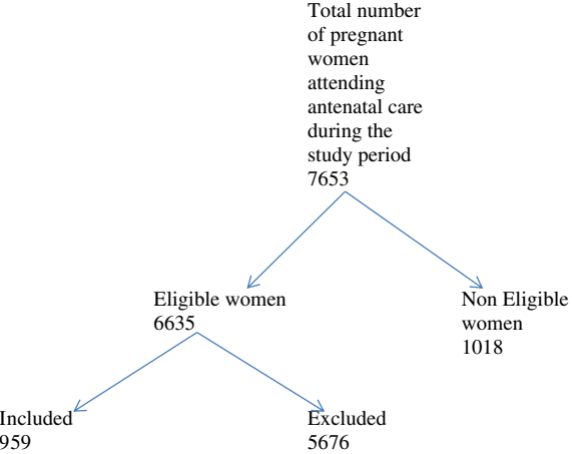 Total number
of pregnant
women
attending
antenatal care
during the
study period
7653
Eligible women
6635
Non Eligible
women
1018
Included
959
Excluded
5676